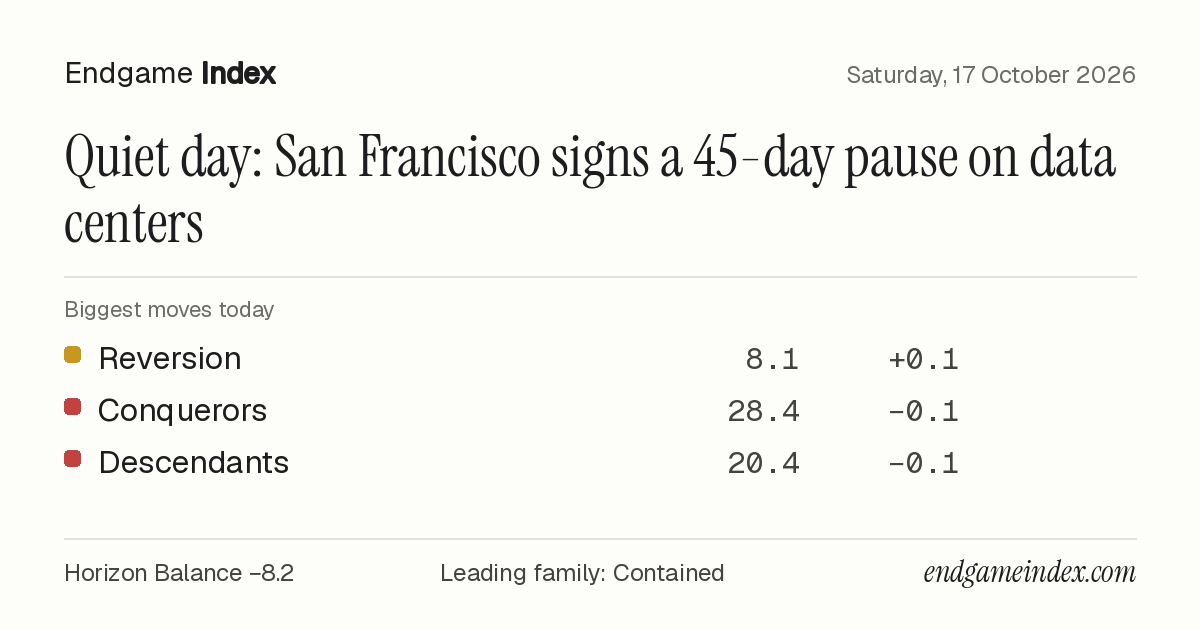 Endgame Index
Saturday, 17 October 2026
Quiet day: San Francisco signs a 45-day pause on data
centers
Biggest moves today
Reversion 8.1 +0.1
Conquerors 28.4 −0.1
Descendants 20.4 −0.1
Horizon Balance −8.2
Leading family: Contained
endgameindex.com